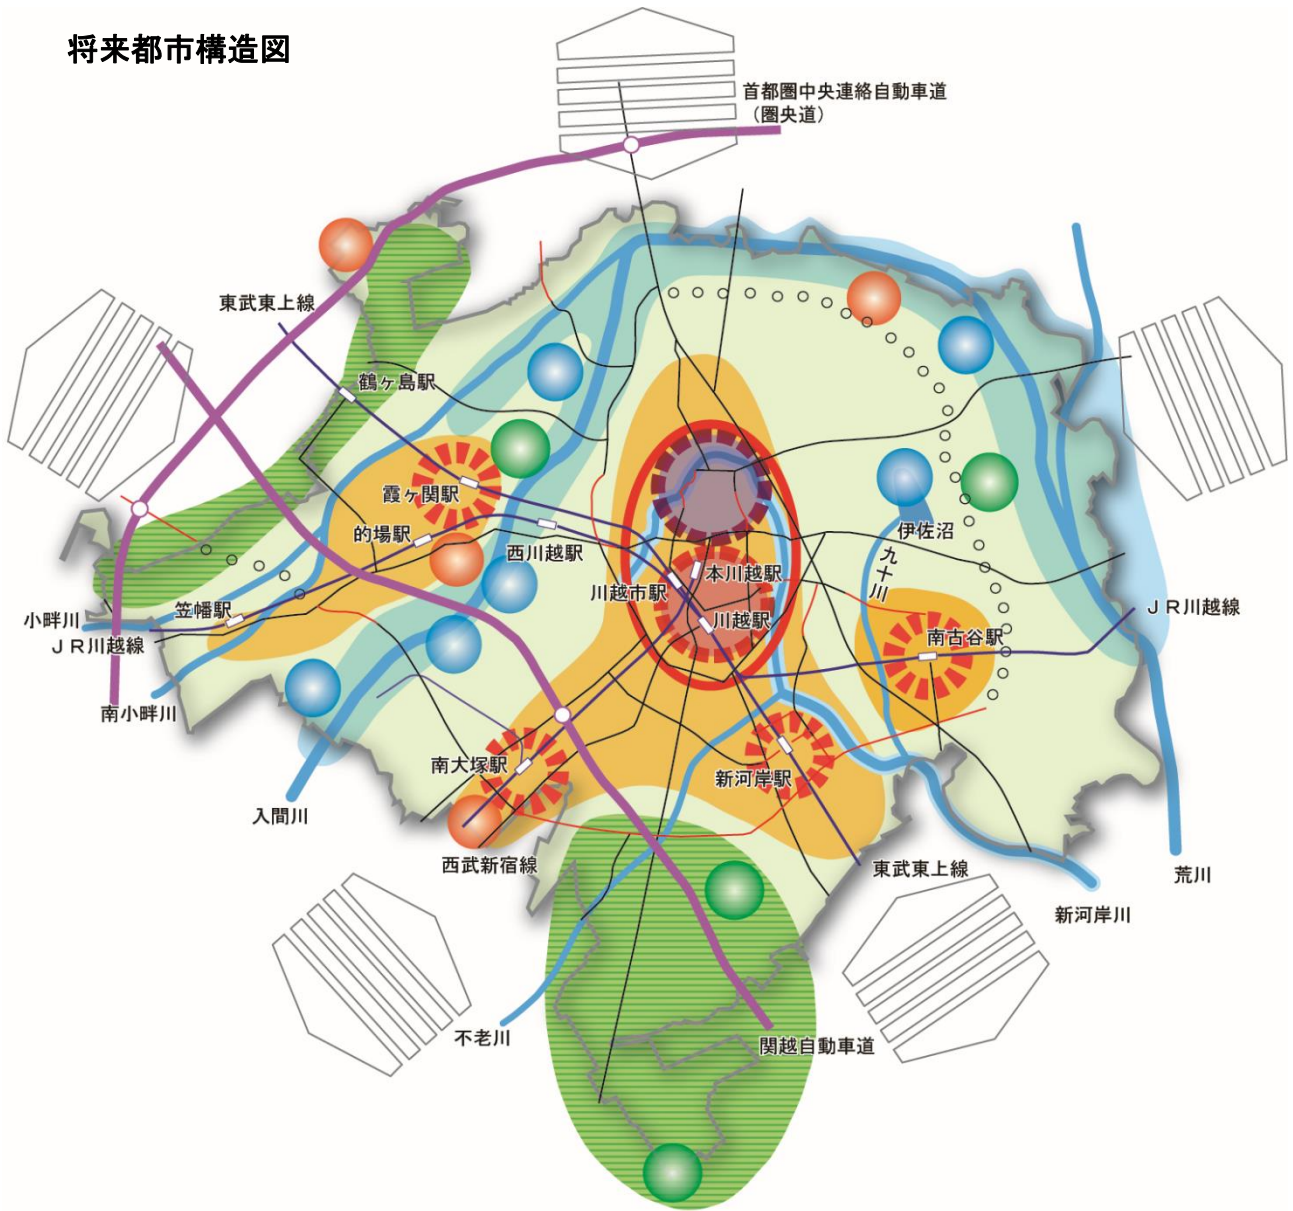 将来都市構造図
首都圏中央連絡自動車道
（圏央道）
東武東上線
鶴ヶ島駅
霞ヶ関駅
的場駅
西川越駅
伊佐沼
九十川
本川越駅
川越市駅
川越駅
笠幡駅
小畔川
ＪＲ川越線
南小畔川
ＪＲ川越線
南古谷駅
南大塚駅
新河岸駅
入間川
西武新宿線
東武東上線
荒川
新河岸川
不老川
関越自動車道